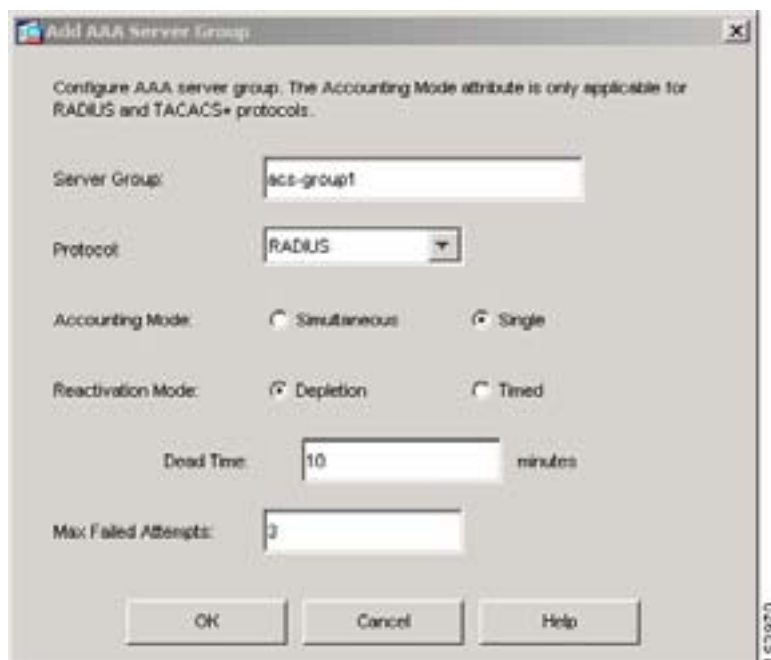 Add AAA Server Group
Configure AAA server group. The Accounting Mode attribute is only applicable for
RADIUS and TACACS+ protocols.
Server Group: acs-group1
Protocol: RADIUS
Accounting Mode: Simultaneous Single
Reactivation Mode: Depletion Timed
Dead Time: 10 minutes
Max Failed Attempts: 3
OK Cancel Help